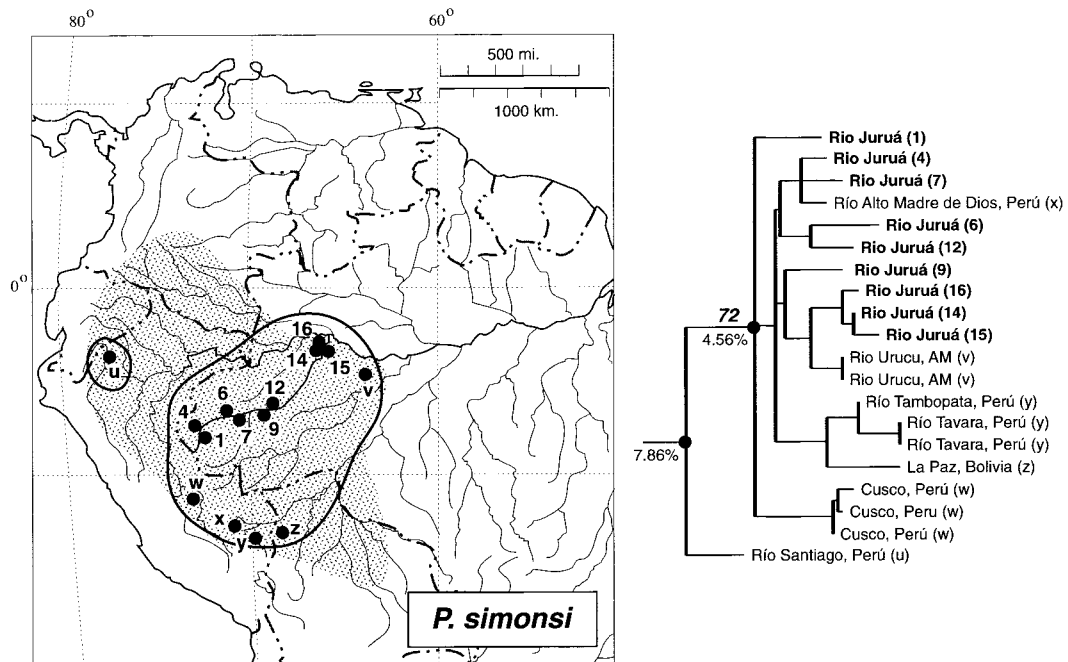 80°
60°
500 mi.
1000 km.
0°
16
14
15
v
u
12
6
4
7
9
1
w
x
y
z
P. simonsi
Rio Juruá (1)
Rio Juruá (4)
Rio Juruá (7)
Río Alto Madre de Dios, Perú (x)
Rio Juruá (6)
Rio Juruá (12)
Rio Juruá (9)
Rio Juruá (16)
72
Rio Juruá (14)
4.56%
Rio Juruá (15)
Rio Urucu, AM (v)
Rio Urucu, AM (v)
Río Tambopata, Perú (y)
Río Tavara, Perú (y)
7.86%
Río Tavara, Perú (y)
La Paz, Bolivia (z)
Cusco, Perú (w)
Cusco, Peru (w)
Cusco, Perú (w)
Río Santiago, Perú (u)